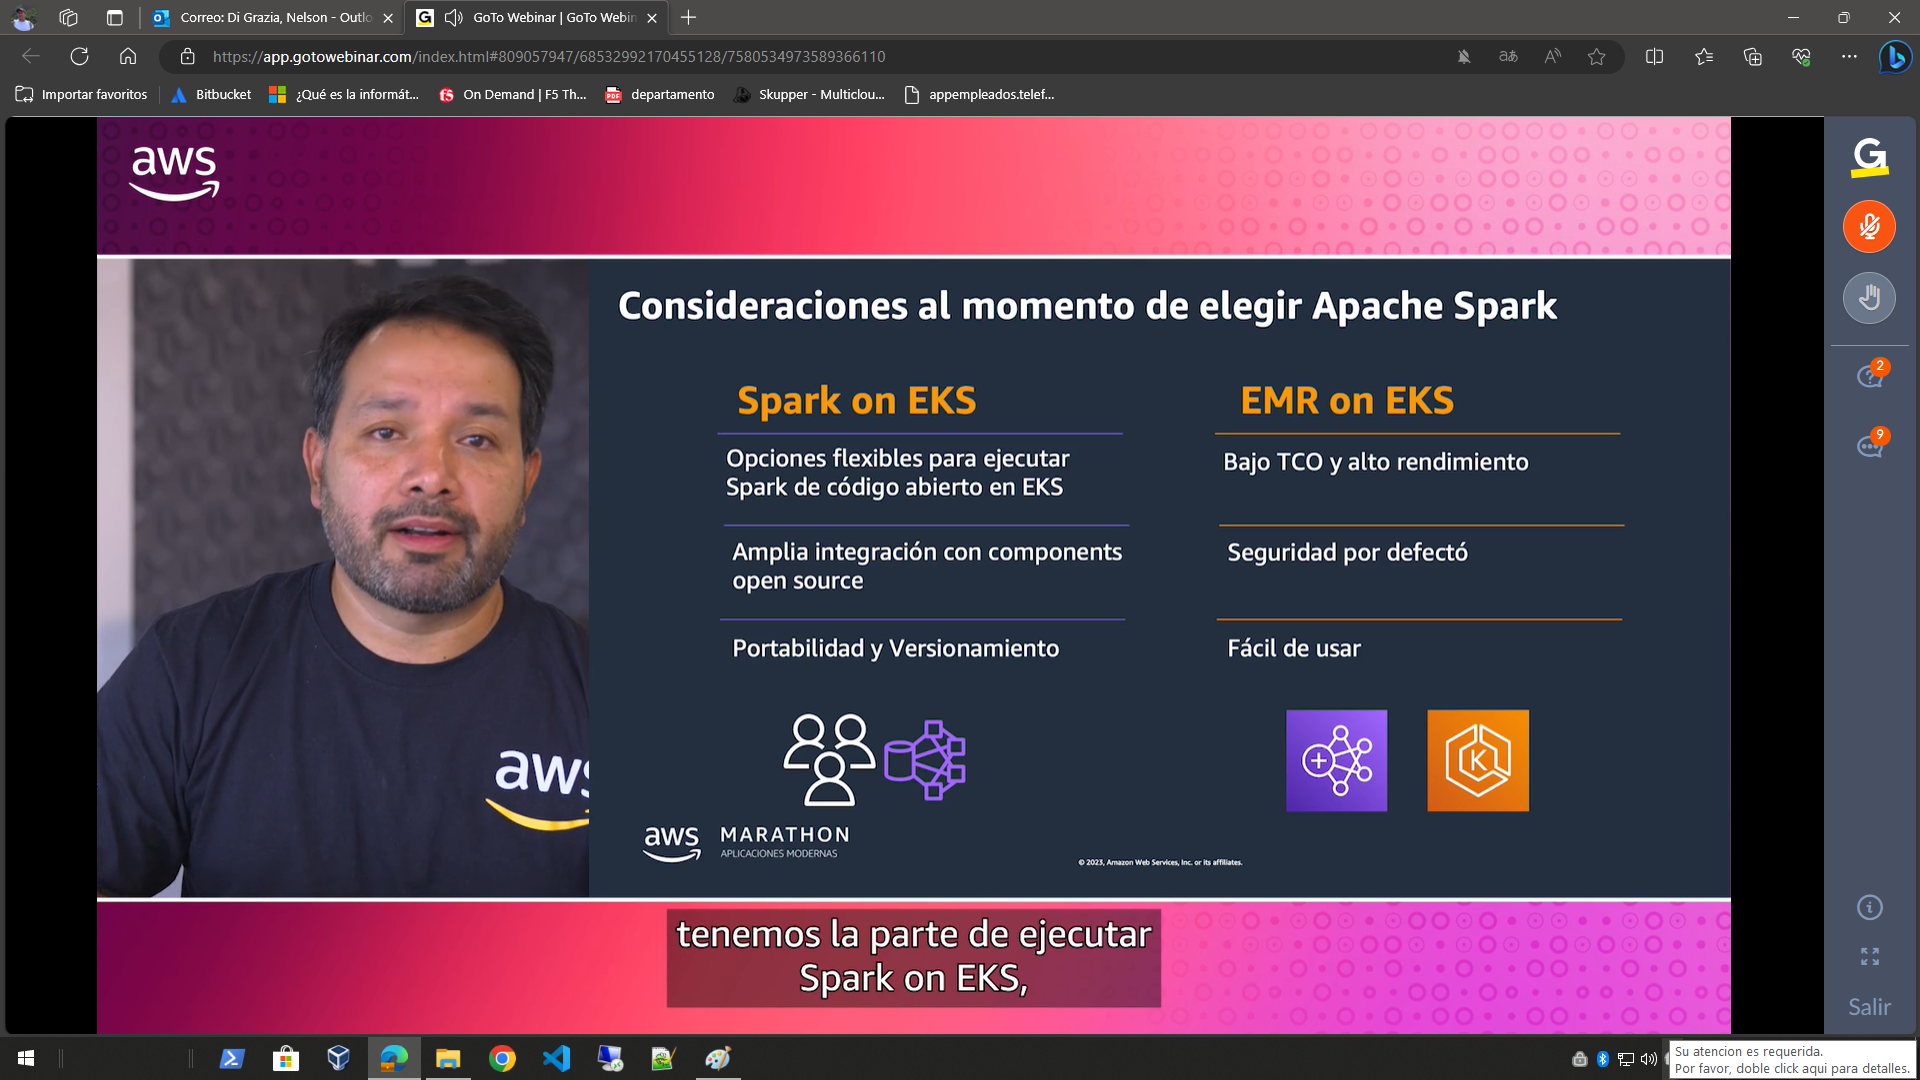 Correo: Di Grazia, Nelson - Outlo
GoTo Webinar | GoTo Webin
https://app.gotowebinar.com/index.html#809057947/68532992170455128/7580534973589366110
Importar favoritos
Bitbucket
¿Qué es la informát...
On Demand | F5 Th...
departamento
Skupper - Multiclou...
appempleados.telef...
aws
G
Consideraciones al momento de elegir Apache Spark
Spark on EKS
EMR on EKS
Opciones flexibles para ejecutar
Spark de código abierto en EKS
Bajo TCO y alto rendimiento
Amplia integración con components
open source
Seguridad por defectó
Portabilidad y Versionamiento
Fácil de usar
K
aws
aws
MARATHON
APLICACIONES MODERNAS
© 2023, Amazon Web Services, Inc. or its affiliates.
tenemos la parte de ejecutar
Spark on EKS,
2
9
Salir
Su atencion es requerida.
Por favor, doble click aqui para detalles.